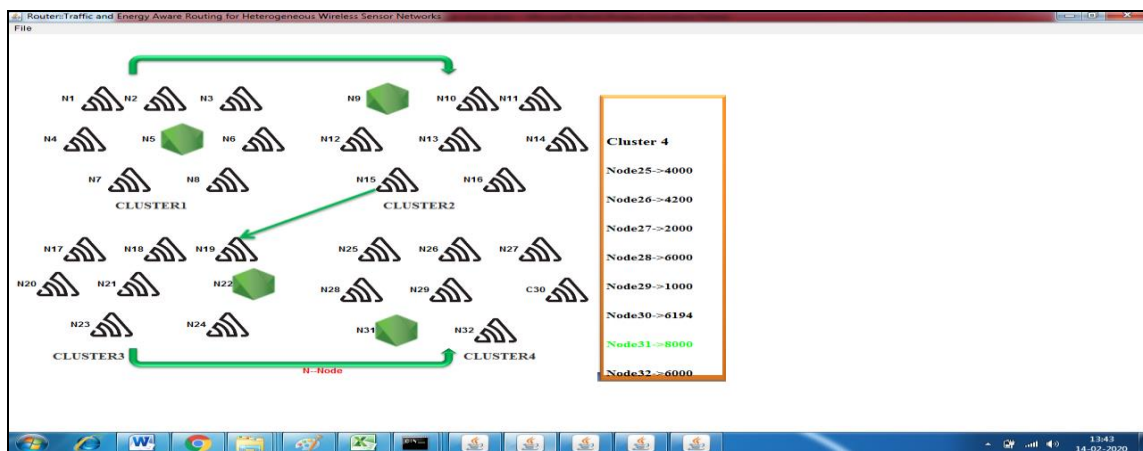 Router::Traffic and Energy Aware Routing for Heterogeneous Wireless Sensor Networks
File
N1 N2 N3 N9 N10 N11
N4 N5 N6 N12 N13 N14
N7 N8 N15 N16
CLUSTER1 CLUSTER2
N17 N18 N19 N25 N26 N27
N20 N21 N22 N28 N29 C30
N23 N24 N31 N32
CLUSTER3 CLUSTER4
N--Node
Cluster 4
Node25->4000
Node26->4200
Node27->2000
Node28->6000
Node29->1000
Node30->6194
Node31->8000
Node32->6000
13:43
14-02-2020